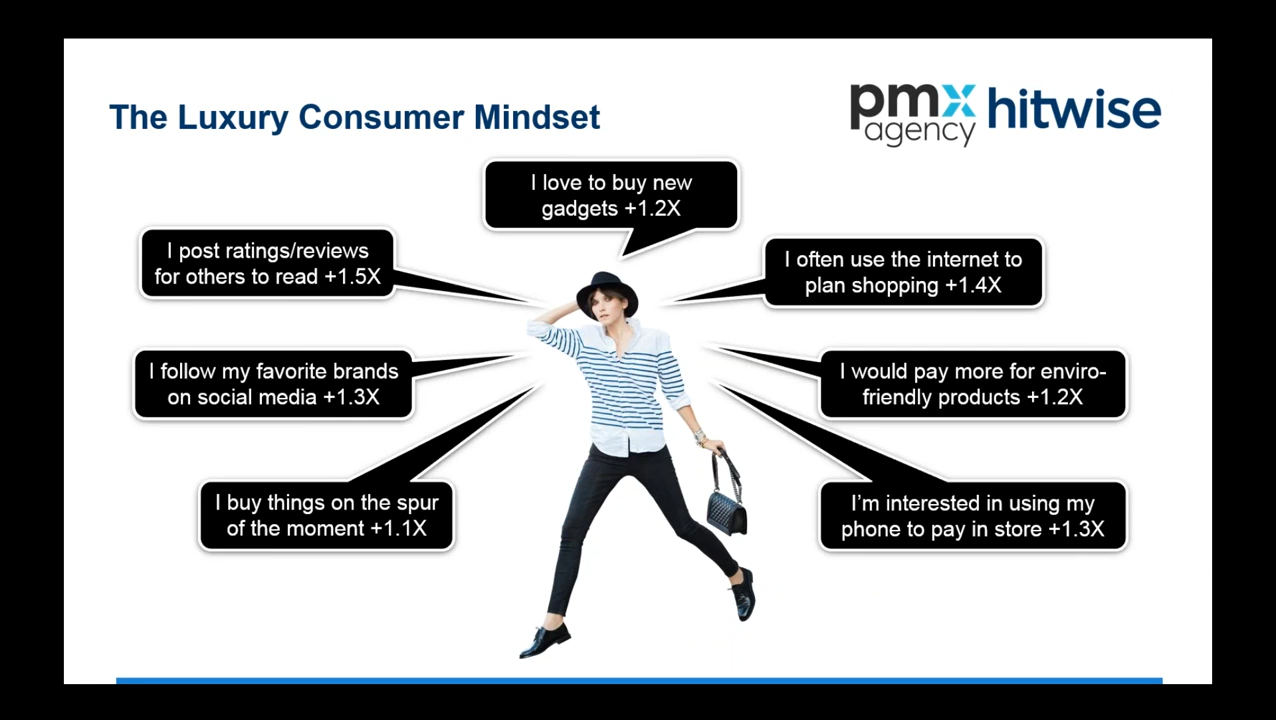 The Luxury Consumer Mindset
pmx
agency
hitwise
I love to buy new
gadgets +1.2X
I post ratings/reviews
for others to read +1.5X
I often use the internet to
plan shopping +1.4X
I follow my favorite brands
on social media +1.3X
I would pay more for enviro-
friendly products +1.2X
I buy things on the spur
of the moment +1.1X
I’m interested in using my
phone to pay in store +1.3X